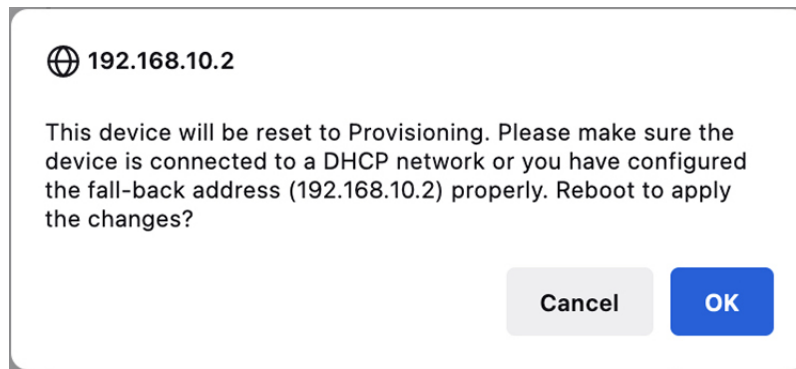 192.168.10.2
This device will be reset to Provisioning. Please make sure the
device is connected to a DHCP network or you have configured
the fall-back address (192.168.10.2) properly. Reboot to apply
the changes?
Cancel
OK